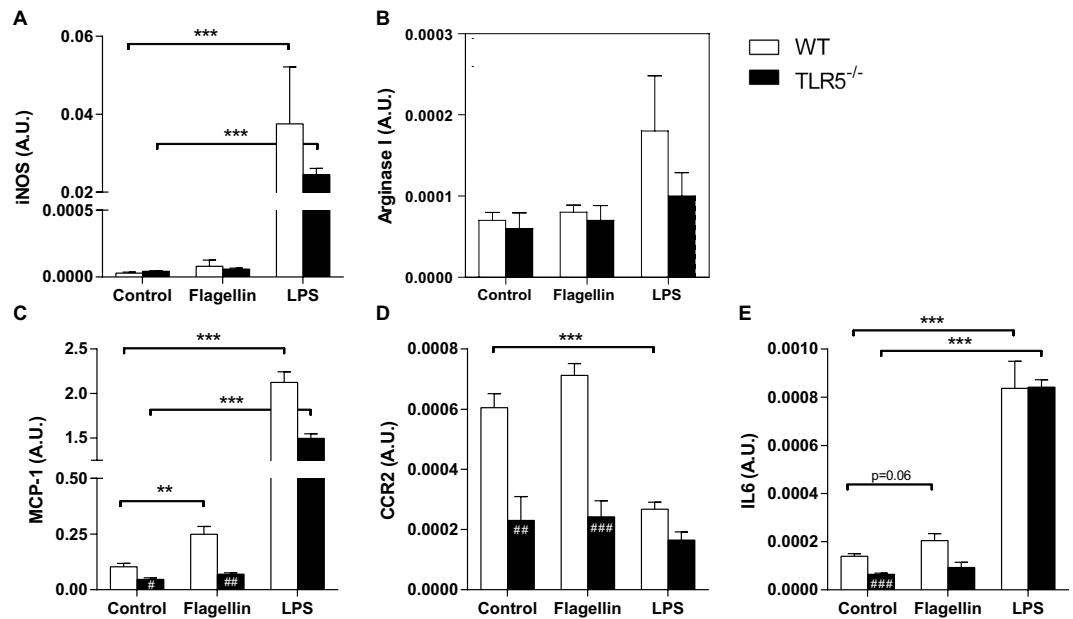 A
iNOS (A.U.)
0.06
0.04
0.02
0.0005
0.0000
***
***
Control Flagellin LPS
B
Arginase I (A.U.)
0.0003
0.0002
0.0001
0.0000
Control Flagellin LPS
WT
TLR5-/-
C
MCP-1 (A.U.)
2.5
2.0
1.5
0.50
0.25
0.00
***
***
**
#
##
Control Flagellin LPS
D
CCR2 (A.U.)
0.0008
0.0006
0.0004
0.0002
0.0000
***
##
###
Control Flagellin LPS
E
IL6 (A.U.)
0.0010
0.0008
0.0006
0.0004
0.0002
0.0000
***
***
p=0.06
###
Control Flagellin LPS